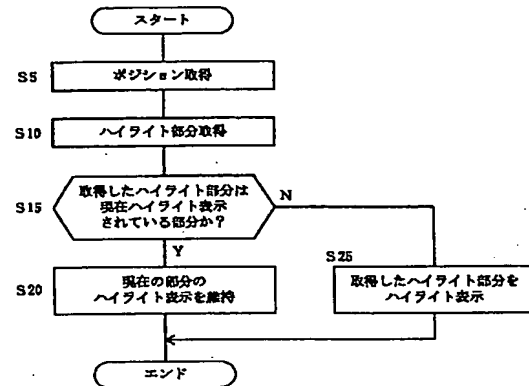 スタート
S5
ポジション取得
S10
ハイライト部分取得
S15
取得したハイライト部分は
現在ハイライト表示
されている部分か?
N
Y
S20
現在の部分の
ハイライト表示を維持
S25
取得したハイライト部分を
ハイライト表示
エンド